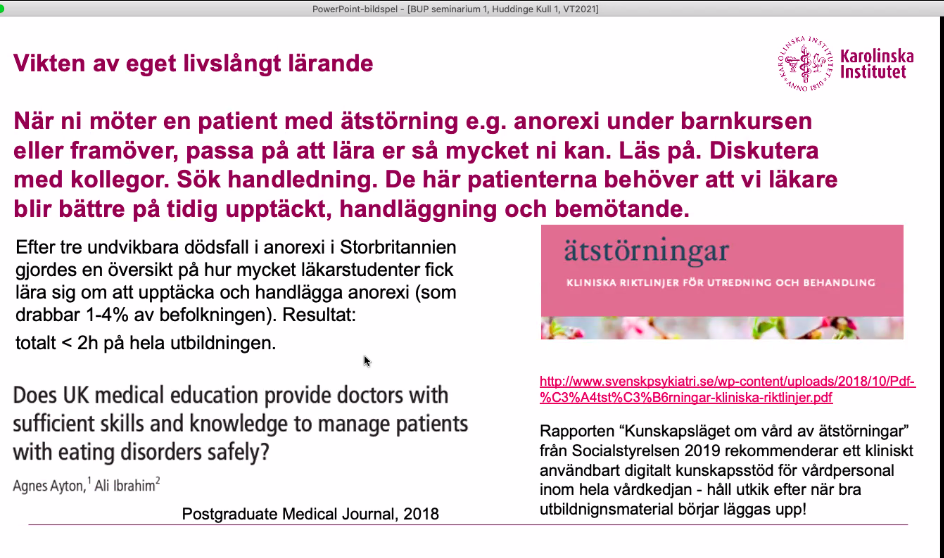 PowerPoint-bildspel - [BUP seminarium 1, Huddinge Kull 1, VT2021]
Vikten av eget livslångt lärande
Karolinska
Institutet
När ni möter en patient med ätstörning e.g. anorexi under barnkursen
eller framöver, passa på att lära er så mycket ni kan. Läs på. Diskutera
med kollegor. Sök handledning. De här patienterna behöver att vi läkare
blir bättre på tidig upptäckt, handläggning och bemötande.
Efter tre undvikbara dödsfall i anorexi i Storbritannien
gjordes en översikt på hur mycket läkarstudenter fick
lära sig om att upptäcka och handlägga anorexi (som
drabbar 1-4% av befolkningen). Resultat:
totalt < 2h på hela utbildningen.
Does UK medical education provide doctors with
sufficient skills and knowledge to manage patients
with eating disorders safely?
Agnes Ayton,1 Ali Ibrahim2
Postgraduate Medical Journal, 2018
ätstörningar
KLINISKA RIKTLINJER FÖR UTREDNING OCH BEHANDLING
http://www.svenskpsykiatri.se/wp-content/uploads/2018/10/Pdf-
%C3%A4tst%C3%B6rningar-kliniska-riktlinjer.pdf
Rapporten “Kunskapsläget om vård av ätstörningar”
från Socialstyrelsen 2019 rekommenderar ett kliniskt
användbart digitalt kunskapsstöd för vårdpersonal
inom hela vårdkedjan - håll utkik efter när bra
utbildnignsmaterial börjar läggas upp!